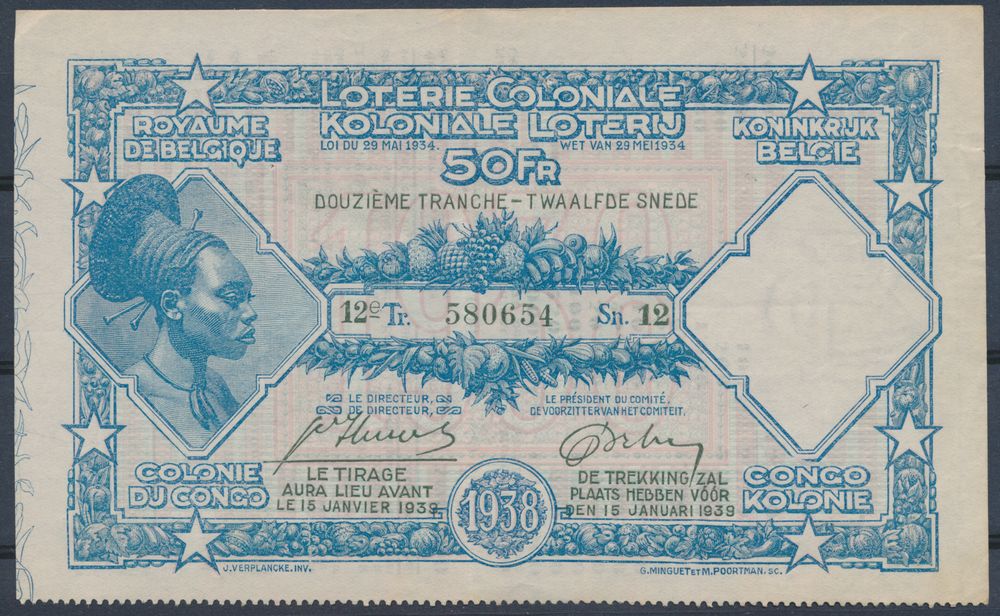 LOTERIE COLONIALE
KOLONIALE LOTERIJ
ROYAUME
DE BELGIQUE
LOI DU 29 MAI 1934. WET VAN 29 MEI 1934
KONINKRIJK
BELGIE
50 FR
DOUZIÈME TRANCHE - TWAALFDE SNEDE
12e Tr. 580654 Sn. 12
LE DIRECTEUR,
DE DIRECTEUR,
LE PRÉSIDENT DU COMITÉ,
DE VOORZITTER VAN HET COMITEIT.
COLONIE
DU CONGO
LE TIRAGE
AURA LIEU AVANT
LE 15 JANVIER 1939
1938
DE TREKKING ZAL
PLAATS HEBBEN VÓÓR
DEN 15 JANUARI 1939
CONGO
KOLONIE
J. VERPLANCKE. INV.
G. MINGUET ET M. POORTMAN. SC.